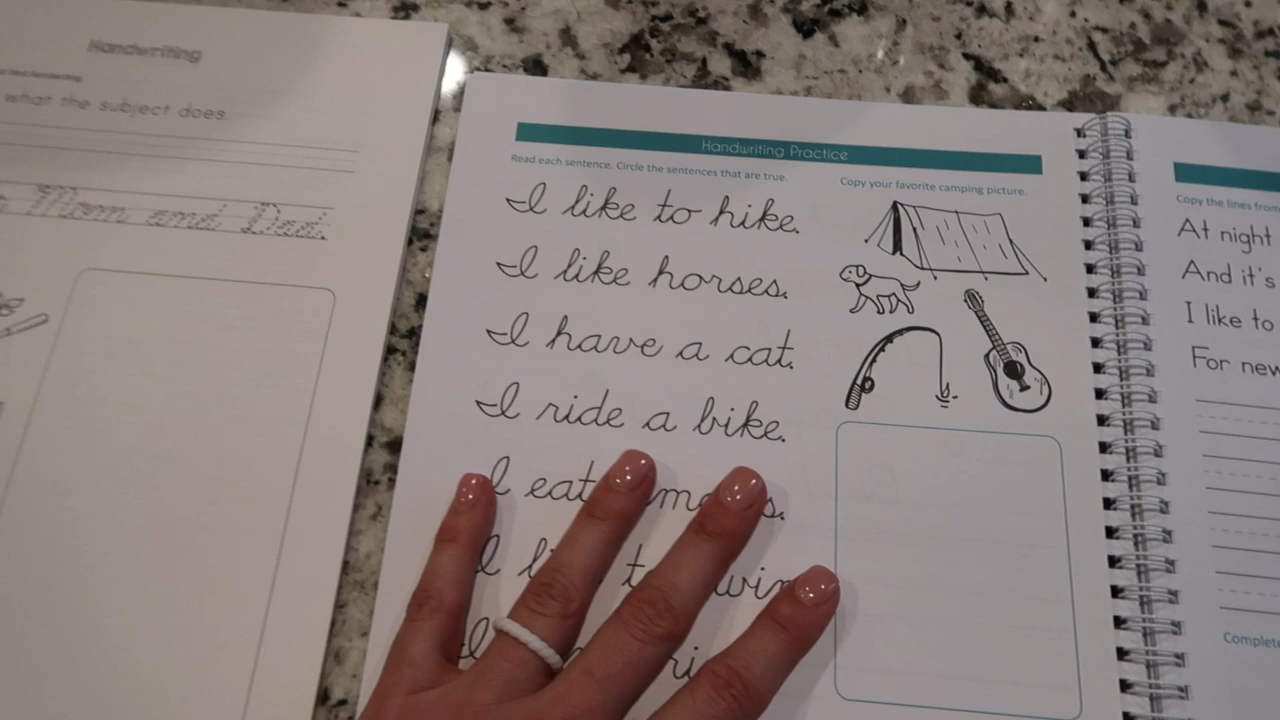 Handwriting
what the subject does.
Mom and Dad.
Handwriting Practice
Read each sentence. Circle the sentences that are true.
I like to hike.
I like horses.
I have a cat.
I ride a bike.
I eat
I
Copy your favorite camping picture.
Copy the lines from
At night
And it's
I like to
For new
Complete